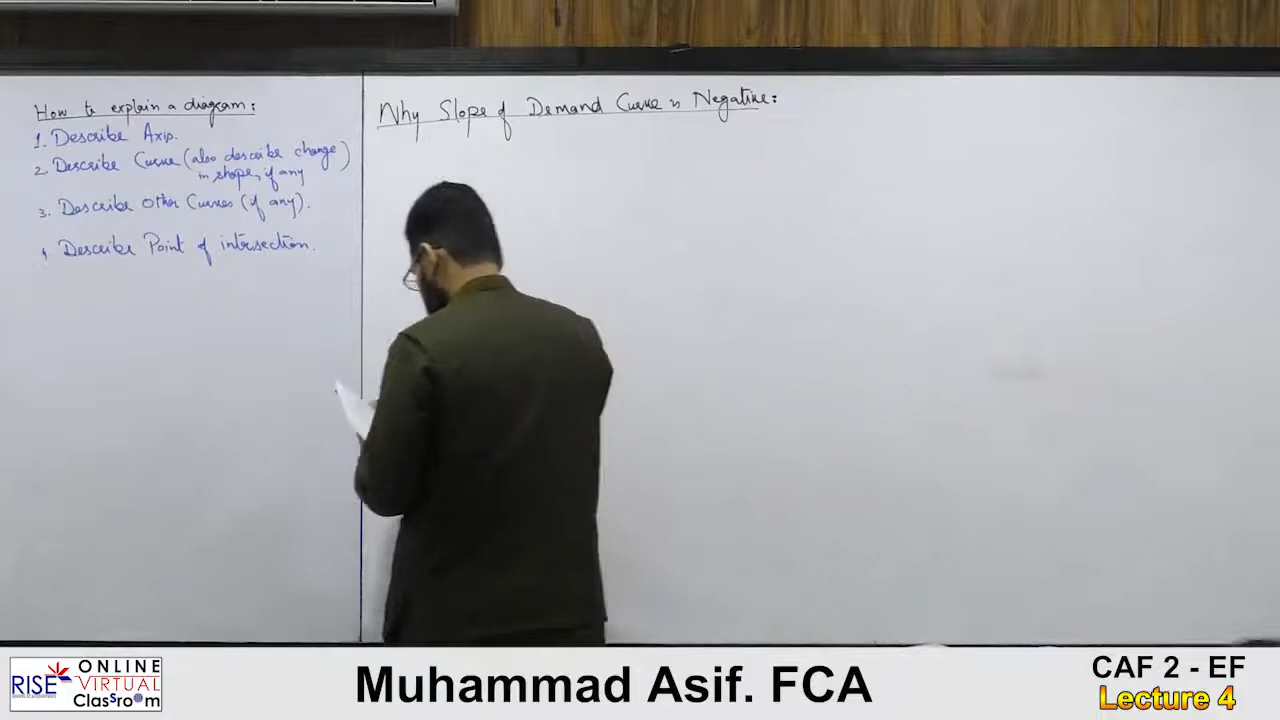 How to explain a diagram:
1. Describe Axis.
2. Describe Curve (also describe change
in shope, if any)
3. Describe Other Curves (if any).
4 Describe Point of intersection.
Why Slope of Demand Curve is Negative:
RISE
ONLINE
VIRTUAL
Classroom
Muhammad Asif. FCA
CAF 2 - EF
Lecture 4